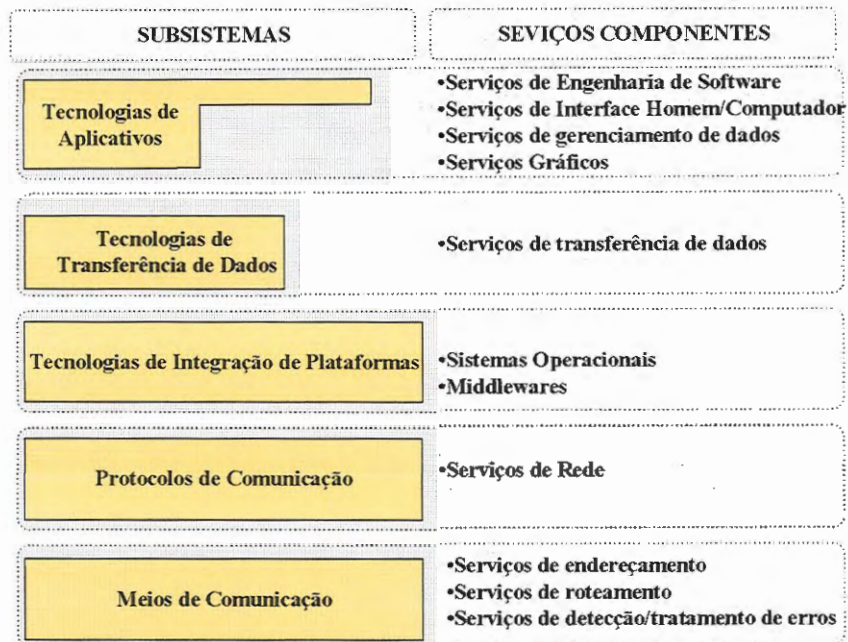 SUBSISTEMAS
SEVIÇOS COMPONENTES
Tecnologias de
Aplicativos
•Serviços de Engenharia de Software
•Serviços de Interface Homem/Computador
•Serviços de gerenciamento de dados
•Serviços Gráficos
Tecnologias de
Transferência de Dados
•Serviços de transferência de dados
Tecnologias de Integração de Plataformas
•Sistemas Operacionais
•Middlewares
Protocolos de Comunicação
•Serviços de Rede
Meios de Comunicação
•Serviços de endereçamento
•Serviços de roteamento
•Serviços de detecção/tratamento de erros